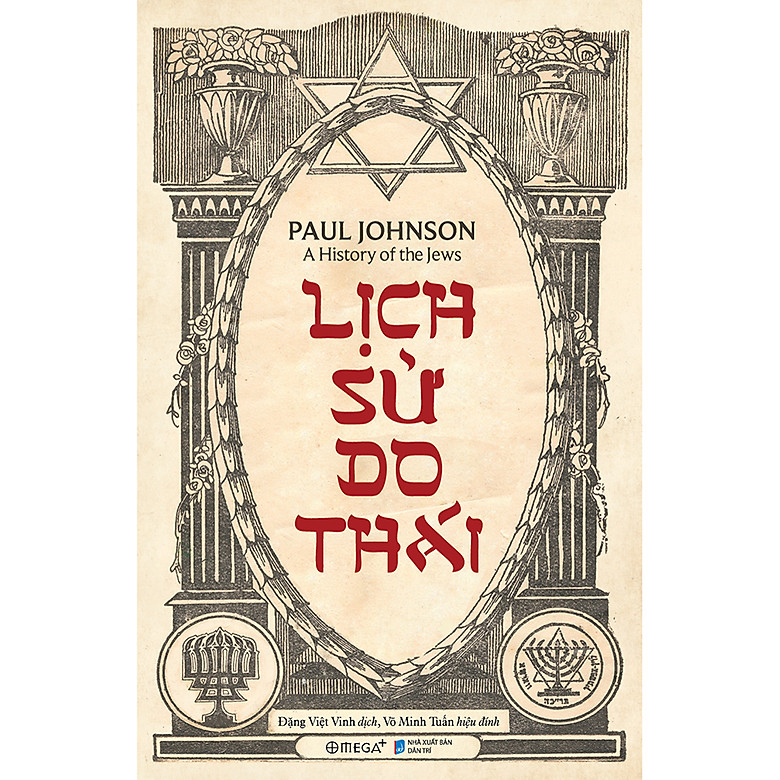 PAUL JOHNSON
A History of the Jews
LỊCH
SỬ
DO
THÁI
Đặng Việt Vinh dịch, Võ Minh Tuấn hiệu đính
OMEGA+
NHÀ XUẤT BẢN
DÂN TRÍ